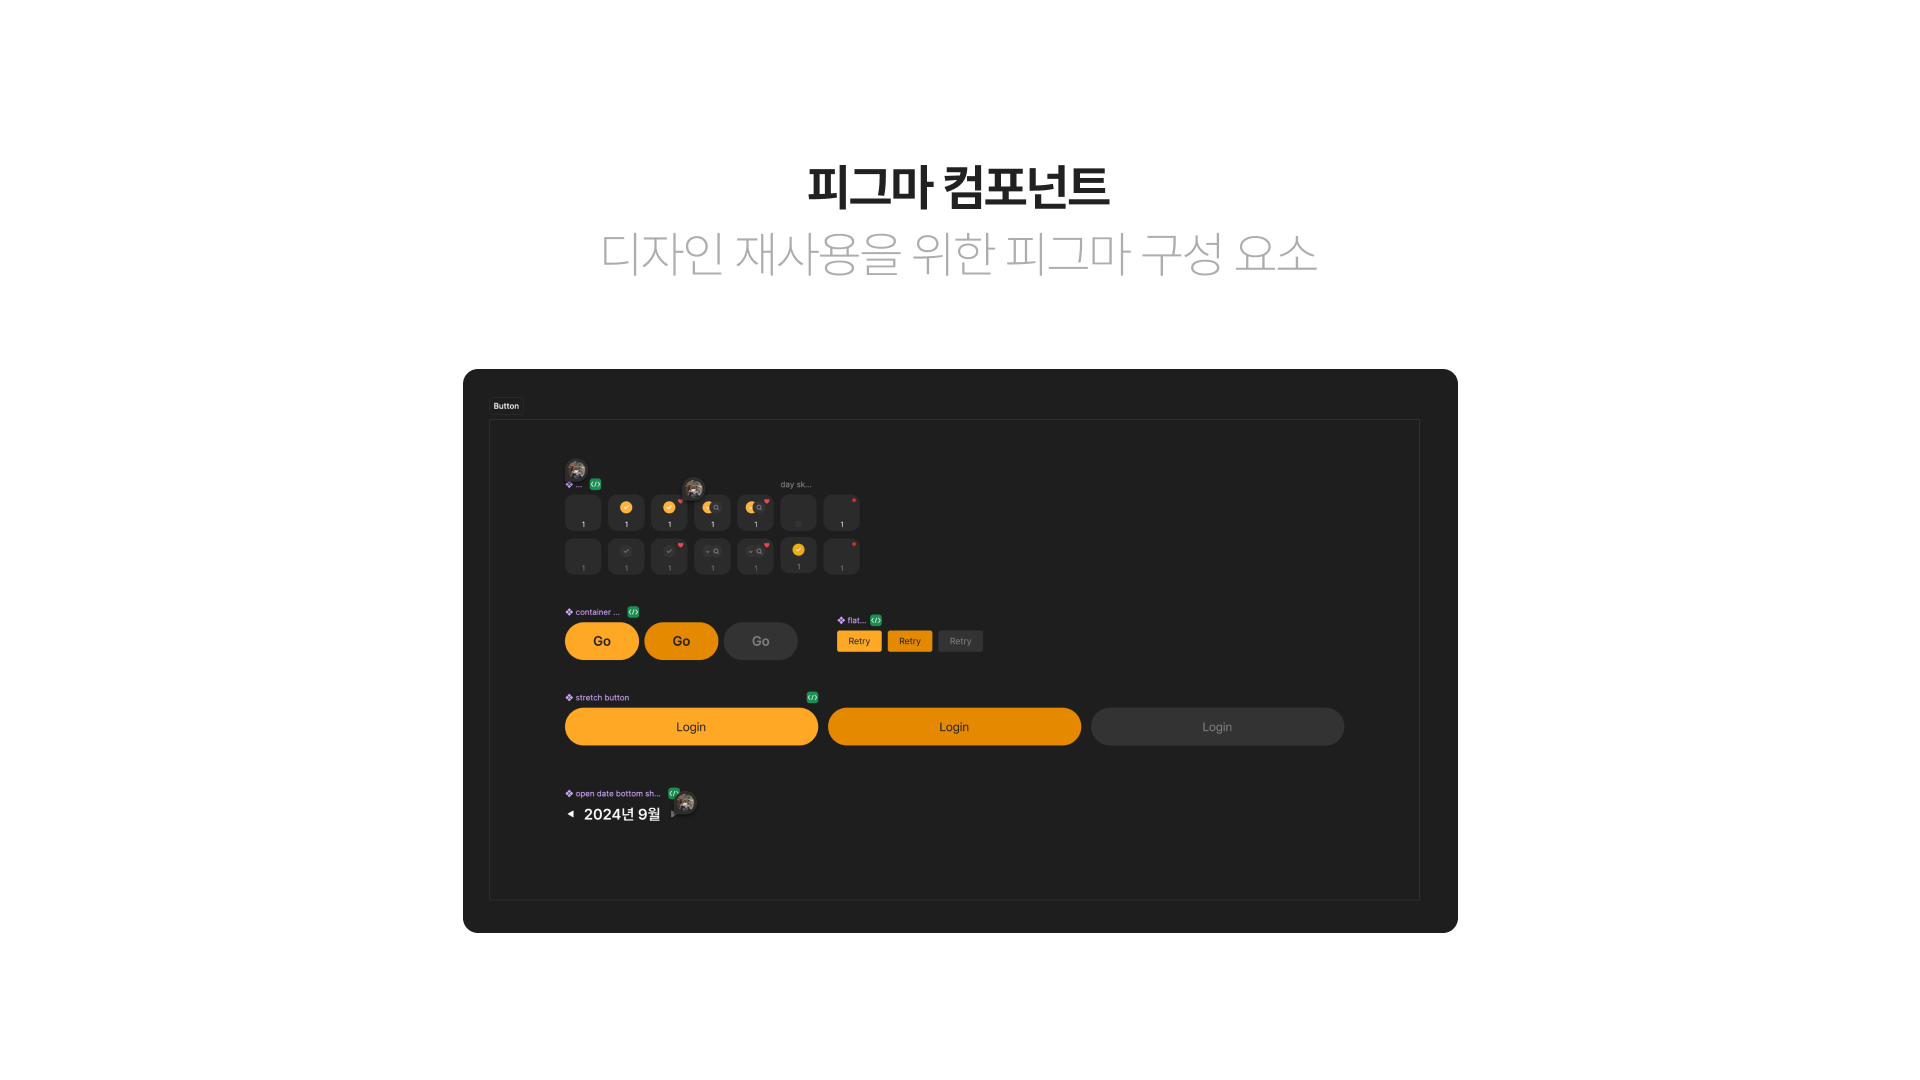 피그마 컴포넌트
디자인 재사용을 위한 피그마 구성 요소
Button
... </> day sk...
1 1 1 1 1 1
1 1 1 1 1 1 1
container ... </>
Go Go Go
flat... </>
Retry Retry Retry
stretch button </>
Login Login Login
open date bottom sh... </>
2024년 9월